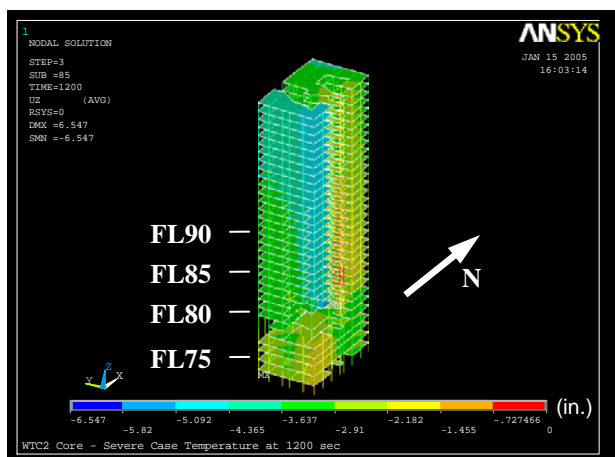 1
NODAL SOLUTION
STEP=3
SUB =85
TIME=1200
UZ (AVG)
RSYS=0
DMX =6.547
SMN =-6.547
ANSYS
JAN 15 2005
16:03:14
FL90
FL85
FL80
FL75
N
MX
Z
Y X
(in.)
-6.547 -5.092 -3.637 -2.182 -.727466
-5.82 -4.365 -2.91 -1.455 0
WTC2 Core - Severe Case Temperature at 1200 sec